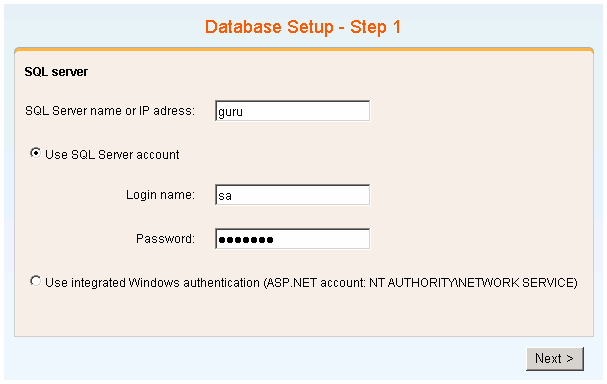 Database Setup - Step 1
SQL server
SQL Server name or IP adress: guru
Use SQL Server account
Login name: sa
Password: ●●●●●●●
Use integrated Windows authentication (ASP.NET account: NT AUTHORITY\NETWORK SERVICE)
Next >